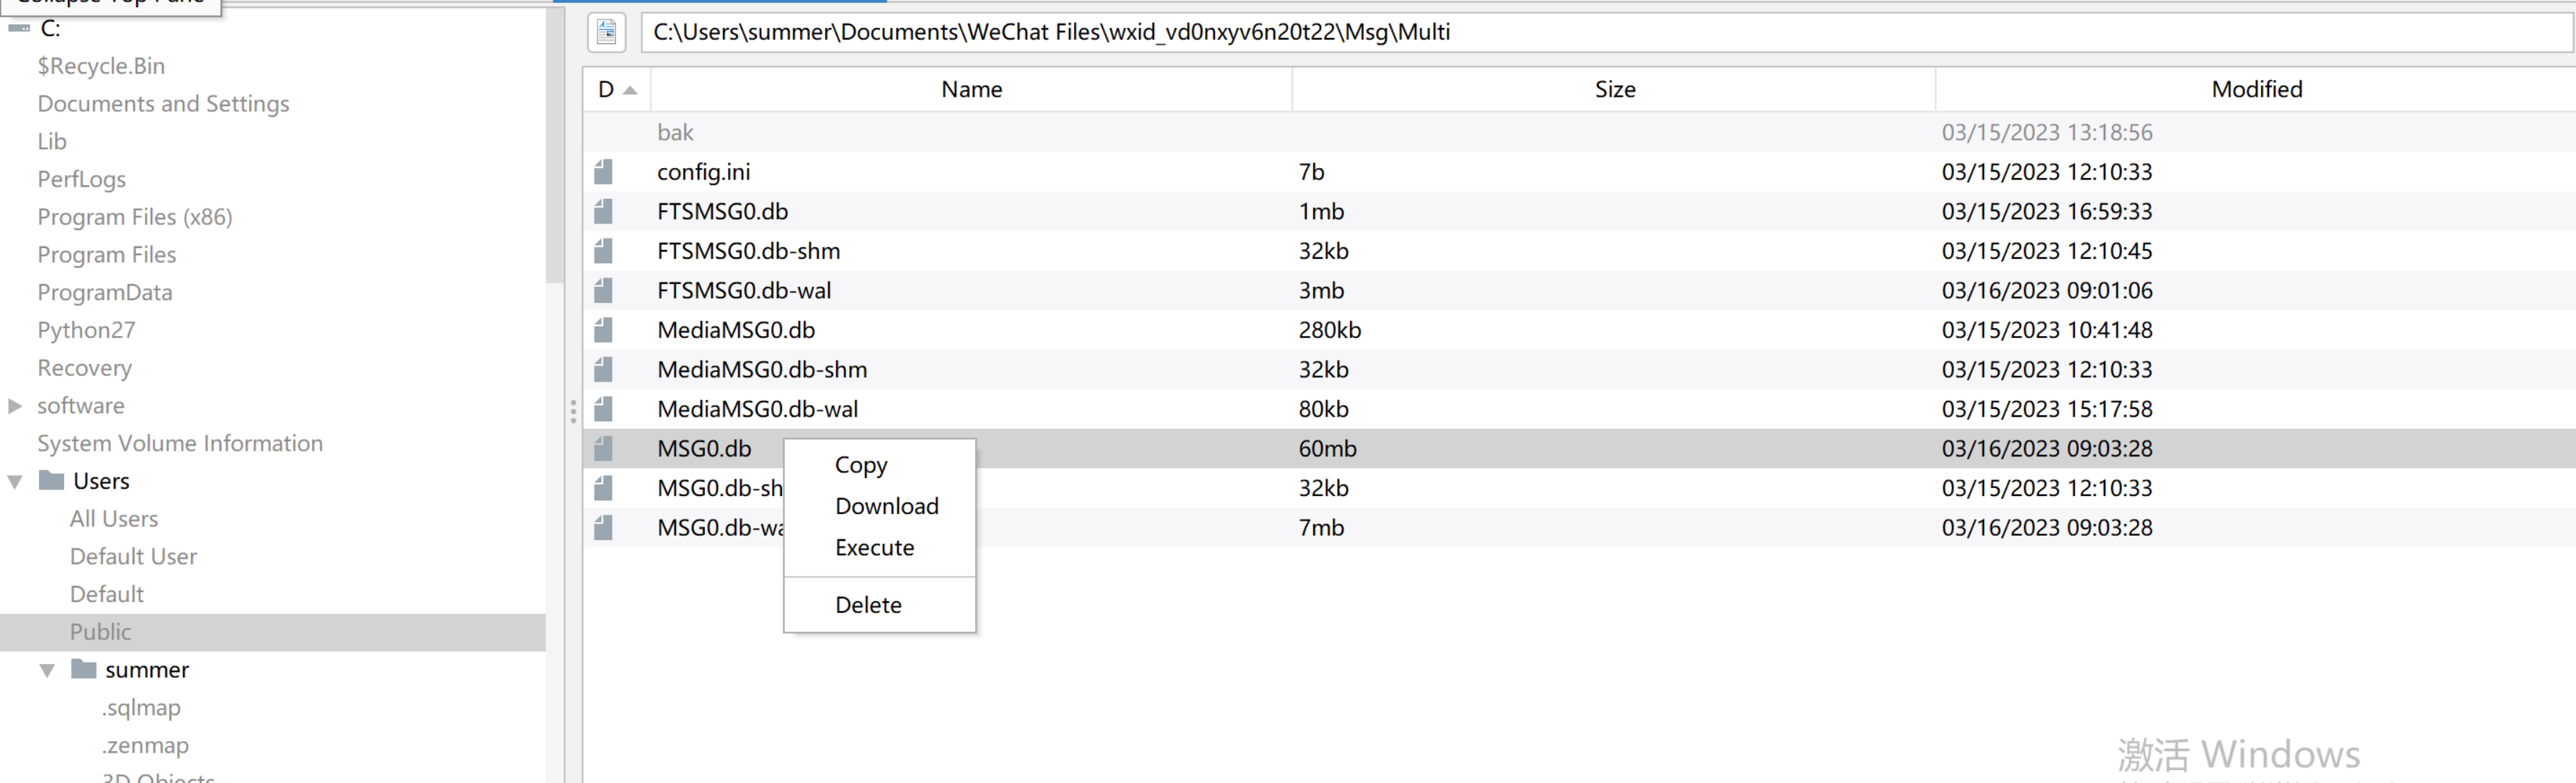 Collapse Top Pane
C:
$Recycle.Bin
Documents and Settings
Lib
PerfLogs
Program Files (x86)
Program Files
ProgramData
Python27
Recovery
software
System Volume Information
Users
All Users
Default User
Default
Public
summer
.sqlmap
.zenmap
3D Objects
C:\Users\summer\Documents\WeChat Files\wxid_vd0nxyv6n20t22\Msg\Multi
D Name Size Modified
bak 03/15/2023 13:18:56
config.ini 7b 03/15/2023 12:10:33
FTSMSG0.db 1mb 03/15/2023 16:59:33
FTSMSG0.db-shm 32kb 03/15/2023 12:10:45
FTSMSG0.db-wal 3mb 03/16/2023 09:01:06
MediaMSG0.db 280kb 03/15/2023 10:41:48
MediaMSG0.db-shm 32kb 03/15/2023 12:10:33
MediaMSG0.db-wal 80kb 03/15/2023 15:17:58
MSG0.db 60mb 03/16/2023 09:03:28
MSG0.db-sh 32kb 03/15/2023 12:10:33
MSG0.db-wa 7mb 03/16/2023 09:03:28
Copy
Download
Execute
Delete
激活 Windows